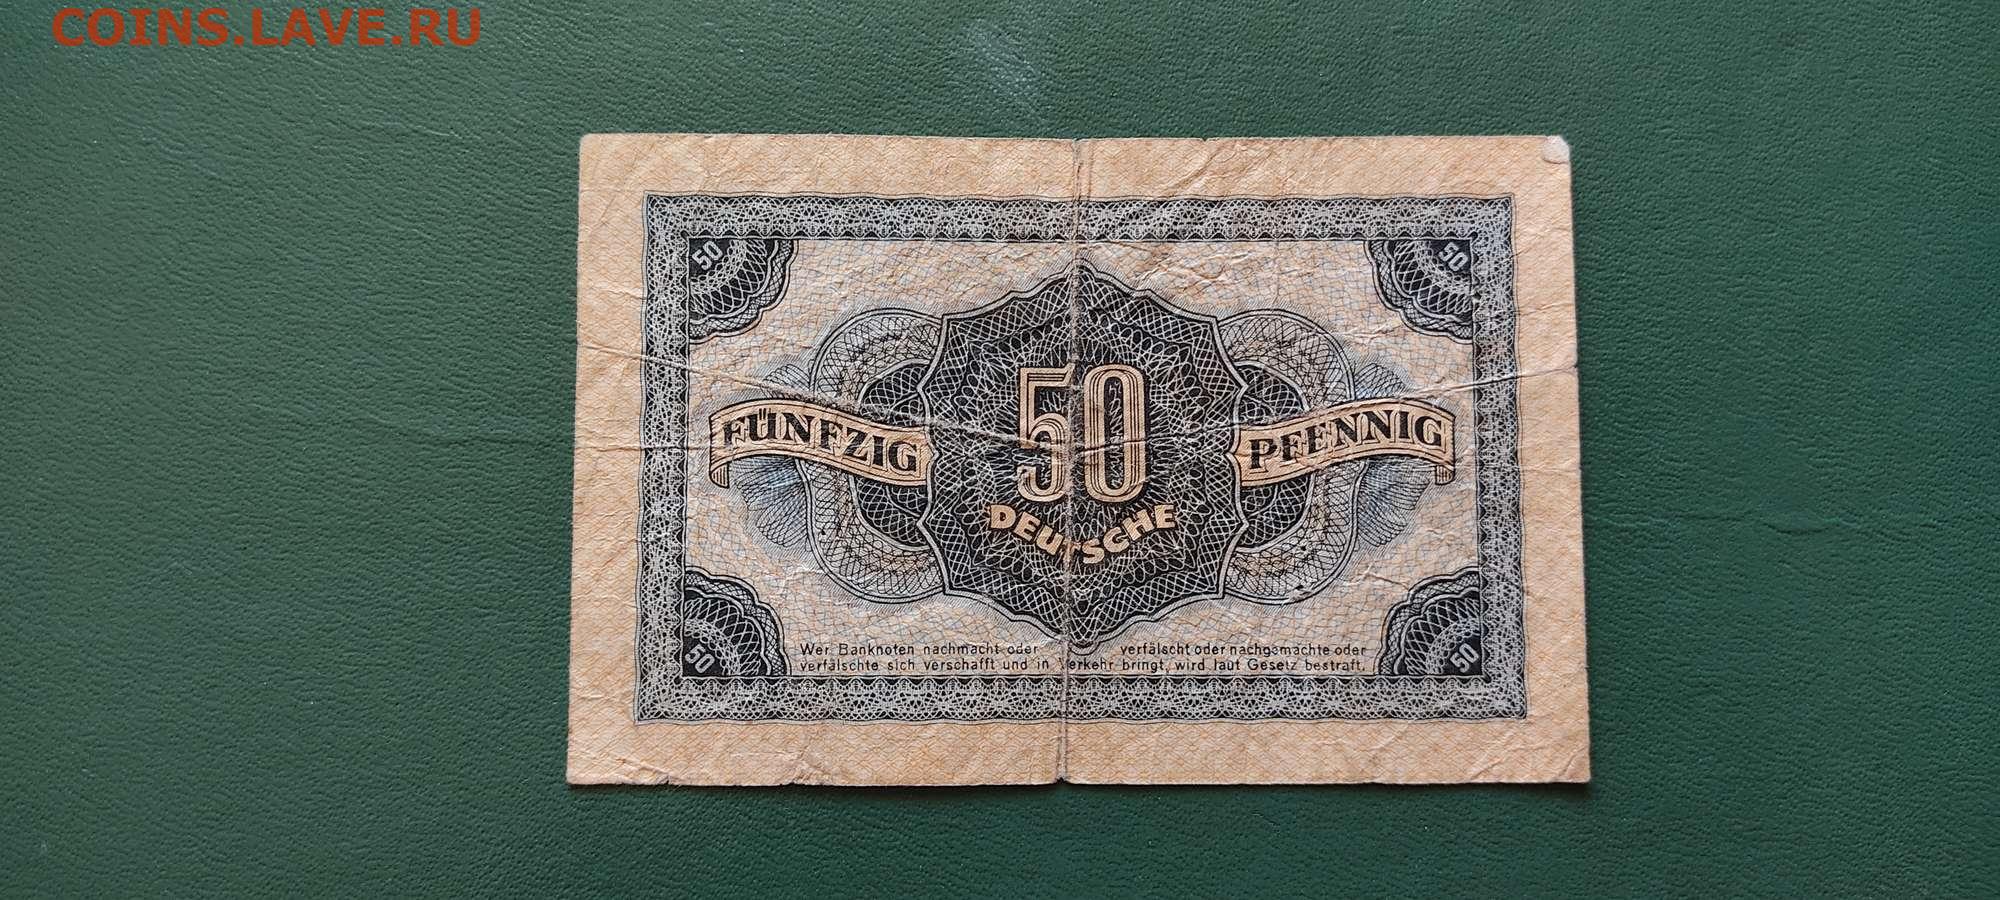 COINS.LAVE.RU
50 50
FÜNFZIG 50 PFENNIG
DEUTSCHE
Wer Banknoten nachmacht oder verfälscht oder nachgemachte oder
verfälschte sich verschafft und in Verkehr bringt, wird laut Gesetz bestraft.
50 50